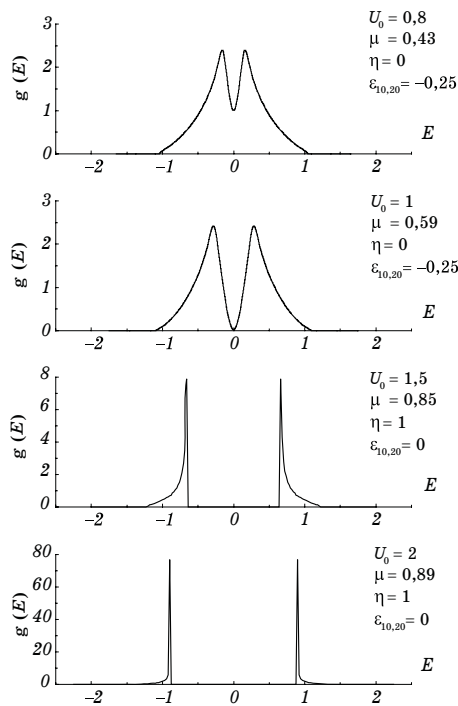 3
2
1
0
g (E)
−2 −1 0 1 2
E
U0 = 0,8
μ = 0,43
η = 0
ε10,20 = −0,25
3
2
1
0
g (E)
−2 −1 0 1 2
E
U0 = 1
μ = 0,59
η = 0
ε10,20 = −0,25
8
6
4
2
0
g (E)
−2 −1 0 1 2
E
U0 = 1,5
μ = 0,85
η = 1
ε10,20 = 0
80
60
40
20
0
g (E)
−2 −1 0 1 2
E
U0 = 2
μ = 0,89
η = 1
ε10,20 = 0